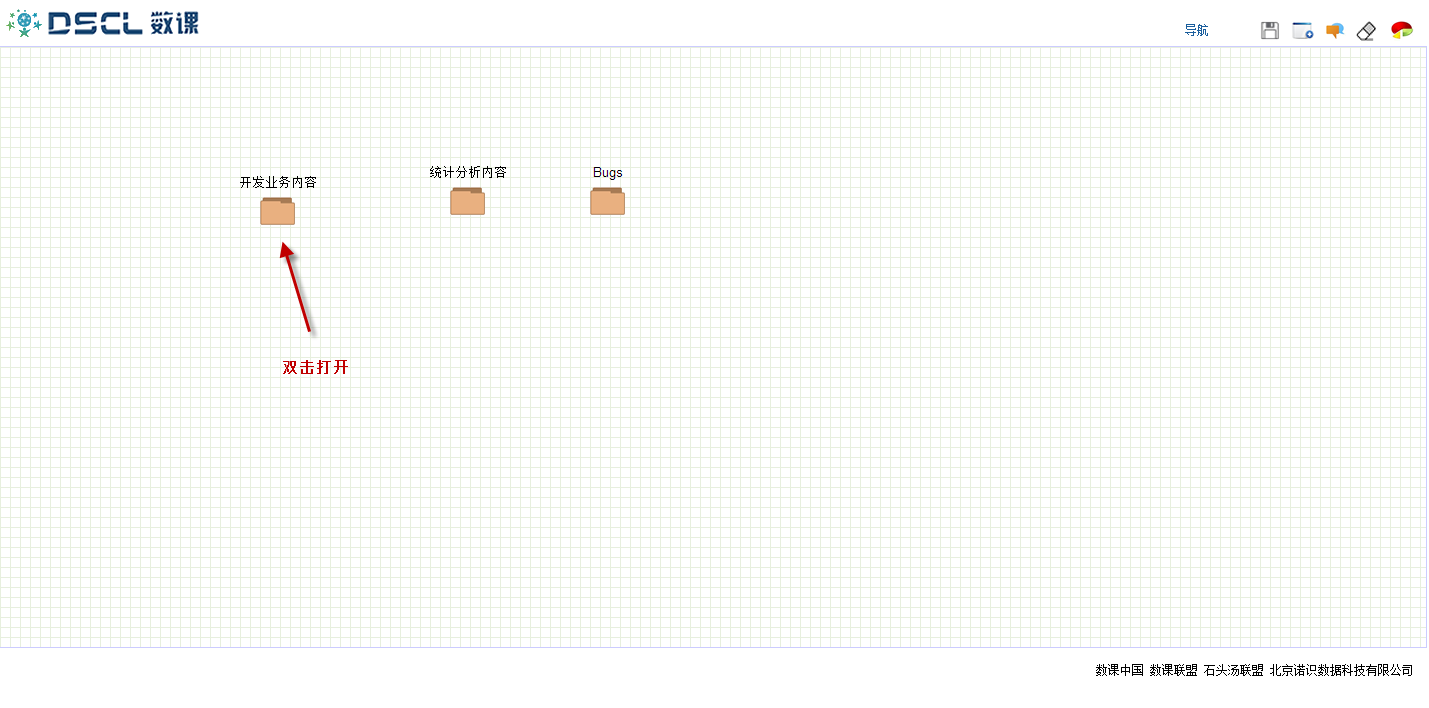 DSCL 数课
导航
开发业务内容
统计分析内容
Bugs
双击打开
数课中国 数课联盟 石头汤联盟 北京诺识数据科技有限公司